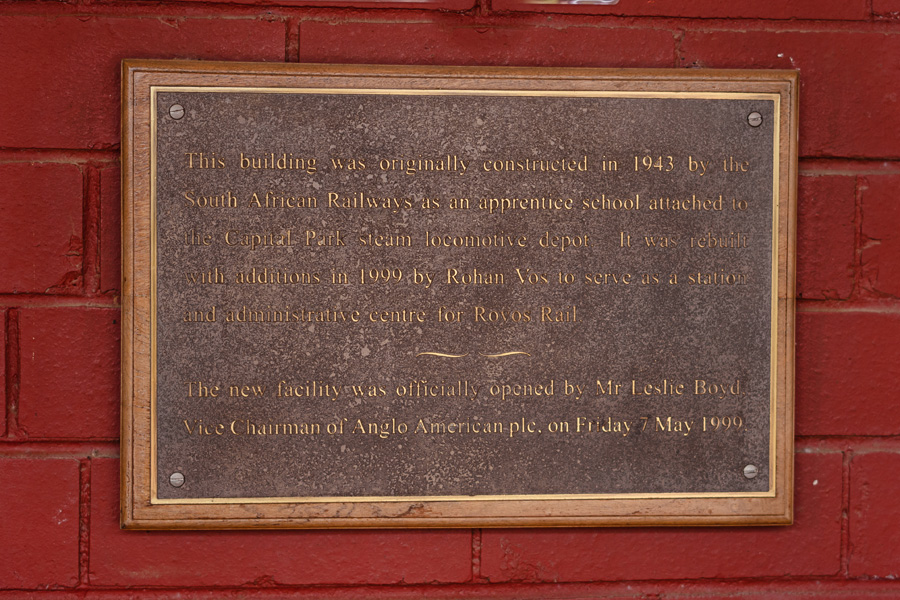 This building was originally constructed in 1943 by the
South African Railways as an apprentice school attached to
the Capital Park steam locomotive depot. It was rebuilt
with additions in 1999 by Rohan Vos to serve as a station
and administrative centre for Rovos Rail
The new facility was officially opened by Mr Leslie Boyd,
Vice Chairman of Anglo American plc, on Friday 7 May 1999.